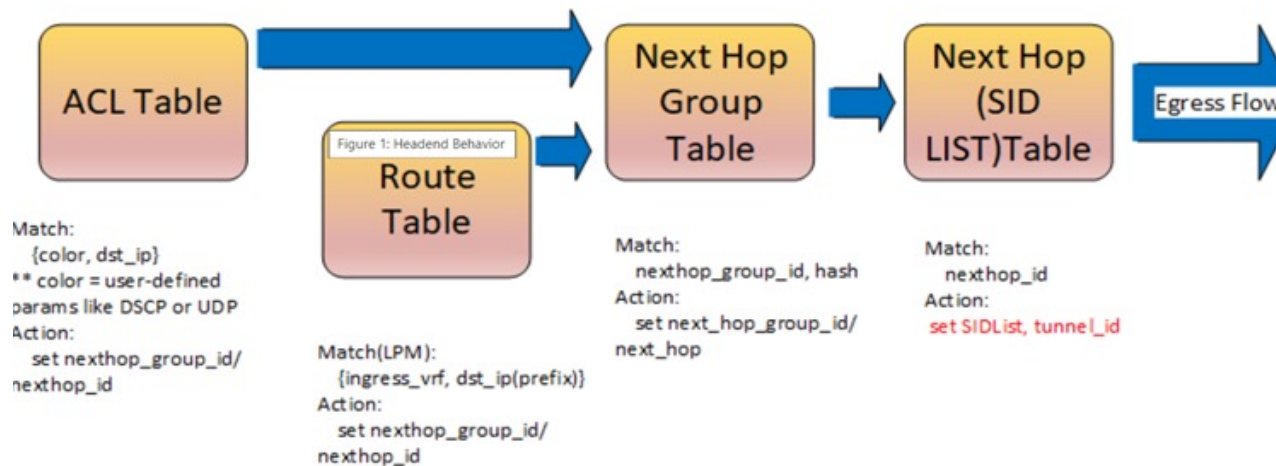 ACL Table
Figure 1: Headend Behavior
Route
Table
Next Hop
Group
Table
Next Hop
(SID
LIST)Table
Egress Flow
Match:
{color, dst_ip}
** color = user-defined
params like DSCP or UDP
Action:
set nexthop_group_id/
nexthop_id
Match(LPM):
{ingress_vrf, dst_ip(prefix)}
Action:
set nexthop_group_id/
nexthop_id
Match:
nexthop_group_id, hash
Action:
set next_hop_group_id/
next_hop
Match:
nexthop_id
Action:
set SIDList, tunnel_id